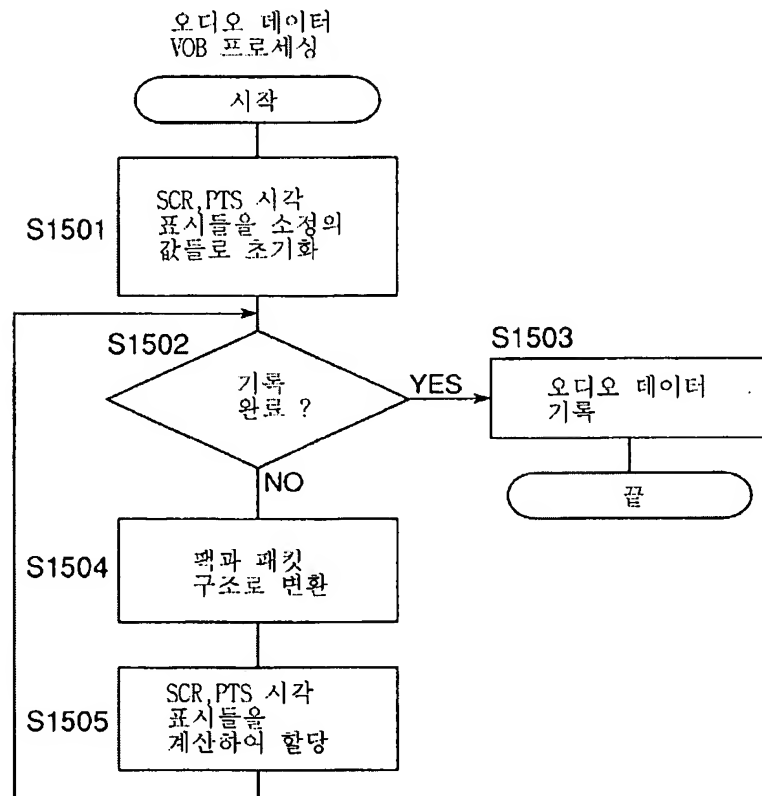 오디오 데이터
VOB 프로세싱
시작
S1501
SCR,PTS 시각
표시들을 소정의
값들로 초기화
S1502
기록
완료 ?
YES
S1503
오디오 데이터
기록
끝
NO
S1504
팩과 패킷
구조로 변환
S1505
SCR,PTS 시각
표시들을
계산하여 할당